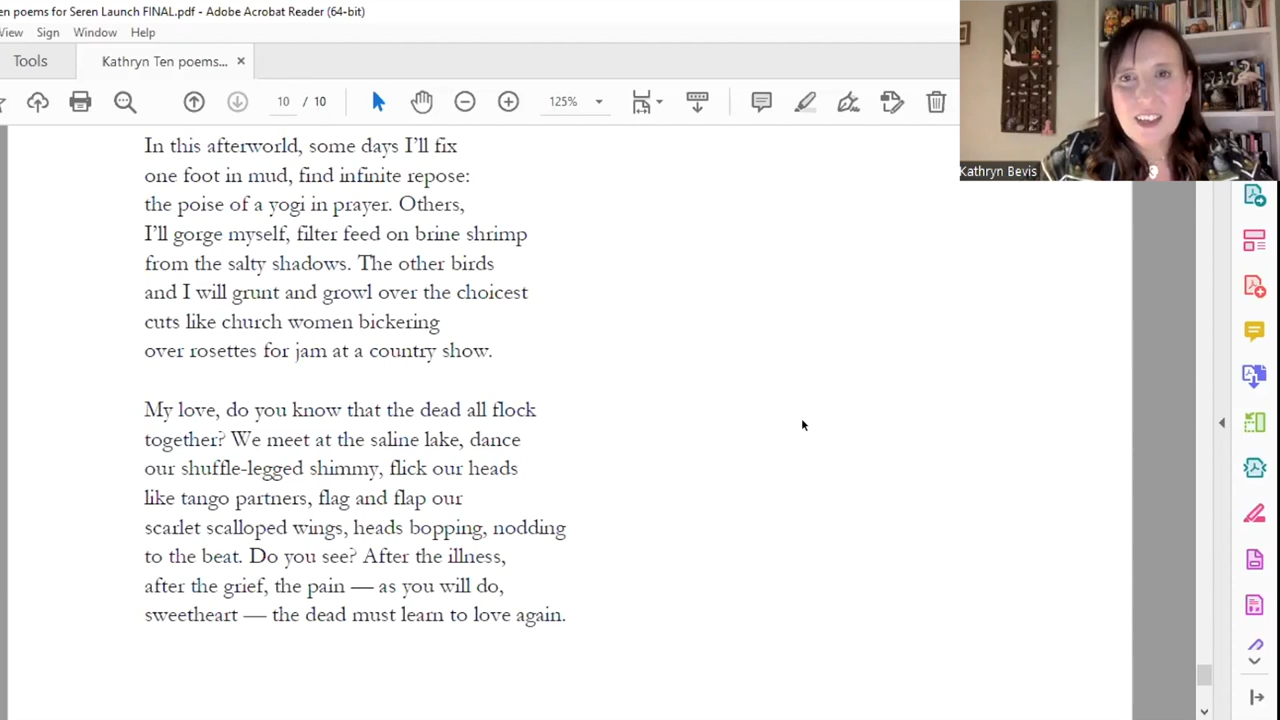 en poems for Seren Launch FINAL.pdf - Adobe Acrobat Reader (64-bit)
View Sign Window Help
Tools
Kathryn Ten poems... ×
10 / 10
125%
Kathryn Bevis
In this afterworld, some days I’ll fix
one foot in mud, find infinite repose:
the poise of a yogi in prayer. Others,
I’ll gorge myself, filter feed on brine shrimp
from the salty shadows. The other birds
and I will grunt and growl over the choicest
cuts like church women bickering
over rosettes for jam at a country show.
My love, do you know that the dead all flock
together? We meet at the saline lake, dance
our shuffle-legged shimmy, flick our heads
like tango partners, flag and flap our
scarlet scalloped wings, heads bopping, nodding
to the beat. Do you see? After the illness,
after the grief, the pain — as you will do,
sweetheart — the dead must learn to love again.